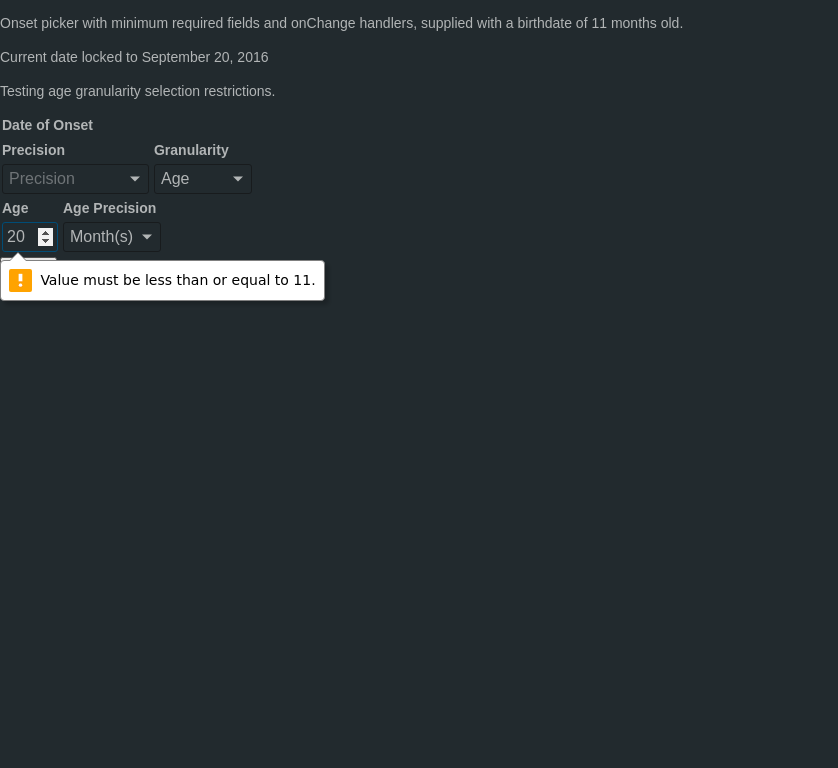 Onset picker with minimum required fields and onChange handlers, supplied with a birthdate of 11 months old.
Current date locked to September 20, 2016
Testing age granularity selection restrictions.
Date of Onset
Precision Granularity
Precision Age
Age Age Precision
20 Month(s)
Value must be less than or equal to 11.